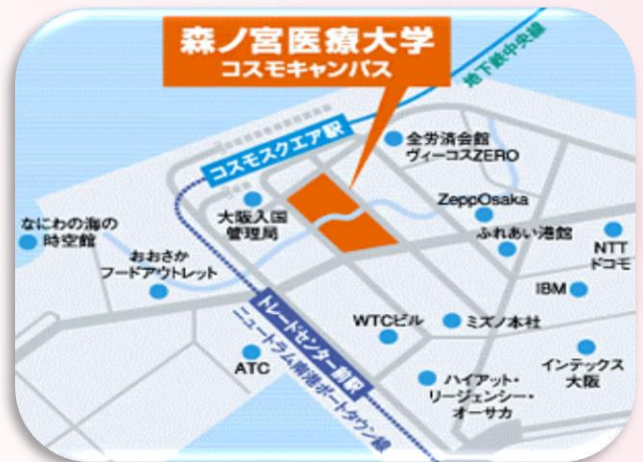 森ノ宮医療大学
コスモキャンパス
地下鉄中央線
コスモスクエア駅
全労済会館
ヴィーコスZERO
大阪入国
管理局
ZeppOsaka
ふれあい港館
NTT
ドコモ
なにわの海の
時空館
おおさか
フードアウトレット
IBM
トレードセンター前駅
ニュートラム南港ポートタウン線
WTCビル
ミズノ本社
ATC
インテックス
大阪
ハイアット・
リージェンシー・
オーサカ